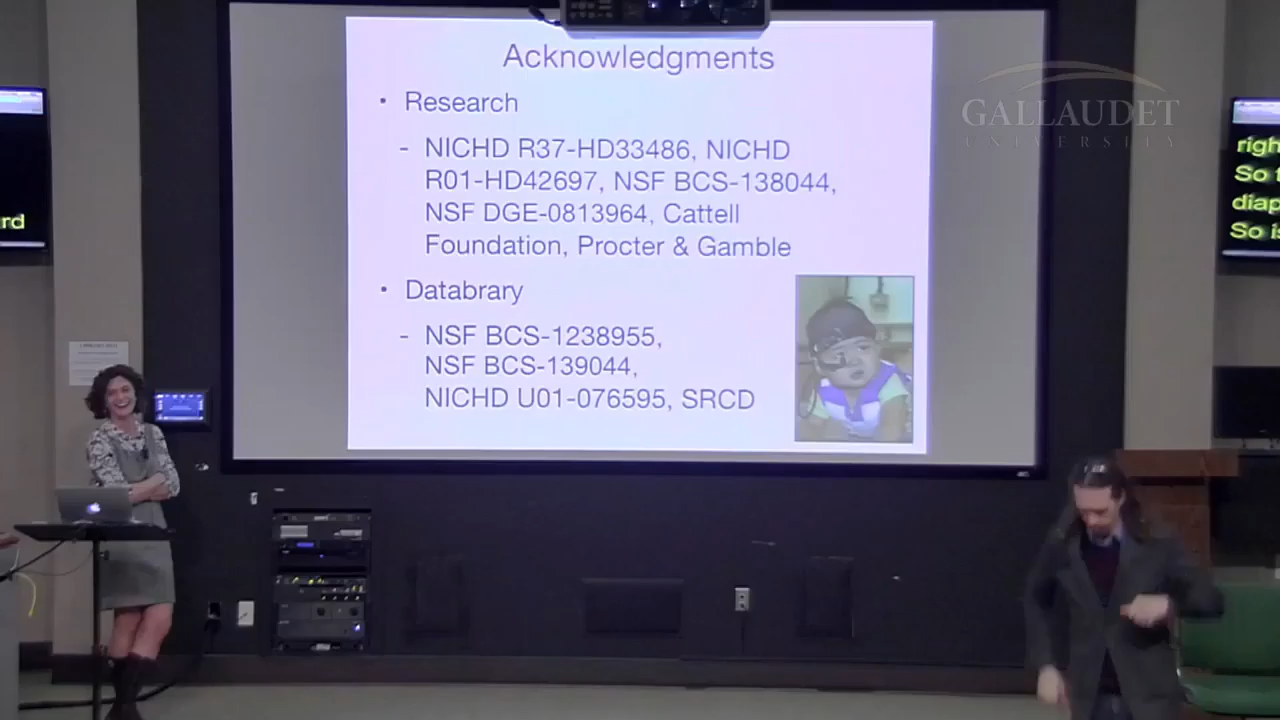 Acknowledgments
• Research
- NICHD R37-HD33486, NICHD
R01-HD42697, NSF BCS-138044,
NSF DGE-0813964, Cattell
Foundation, Procter & Gamble
• Databrary
- NSF BCS-1238955,
NSF BCS-139044,
NICHD U01-076595, SRCD
GALLAUDET
UNIVERSITY
rd
righ
So t
diap
So is